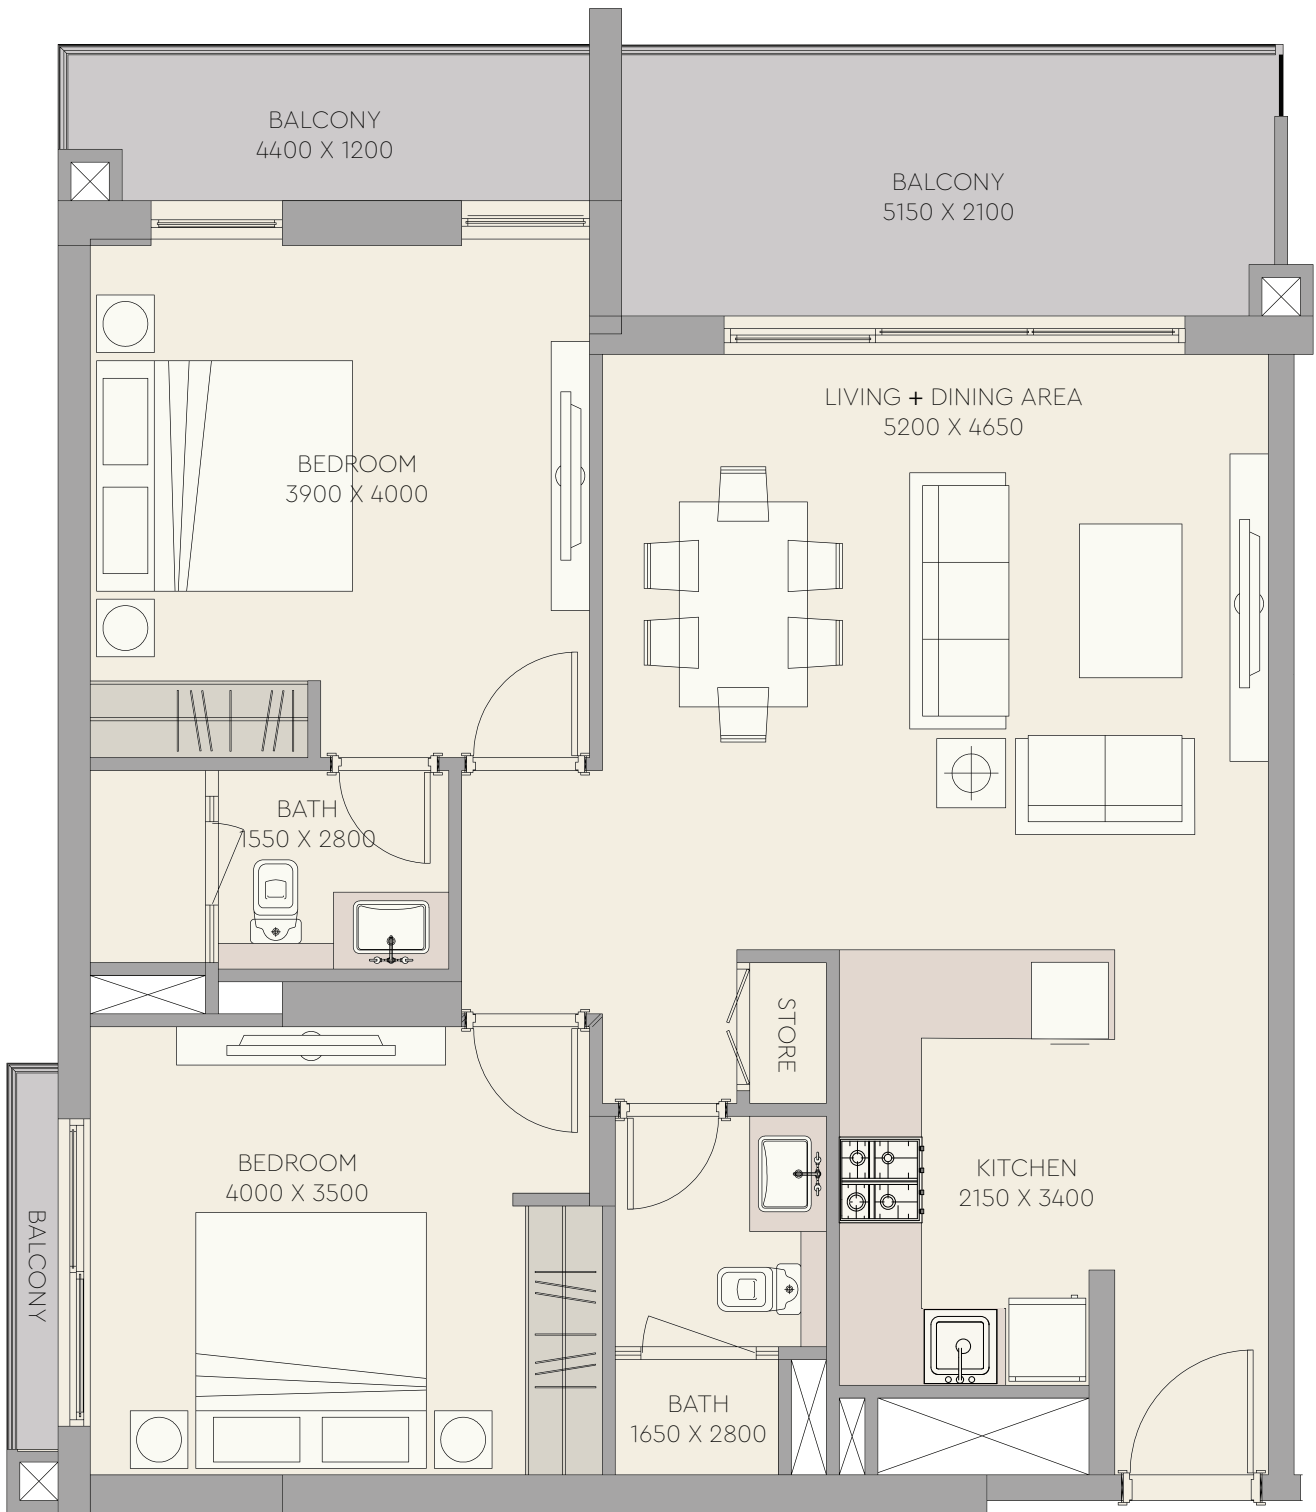 BALCONY
4400 X 1200
BALCONY
5150 X 2100
LIVING + DINING AREA
5200 X 4650
BEDROOM
3900 X 4000
BATH
1550 X 2800
STORE
BEDROOM
4000 X 3500
KITCHEN
2150 X 3400
BALCONY
BATH
1650 X 2800